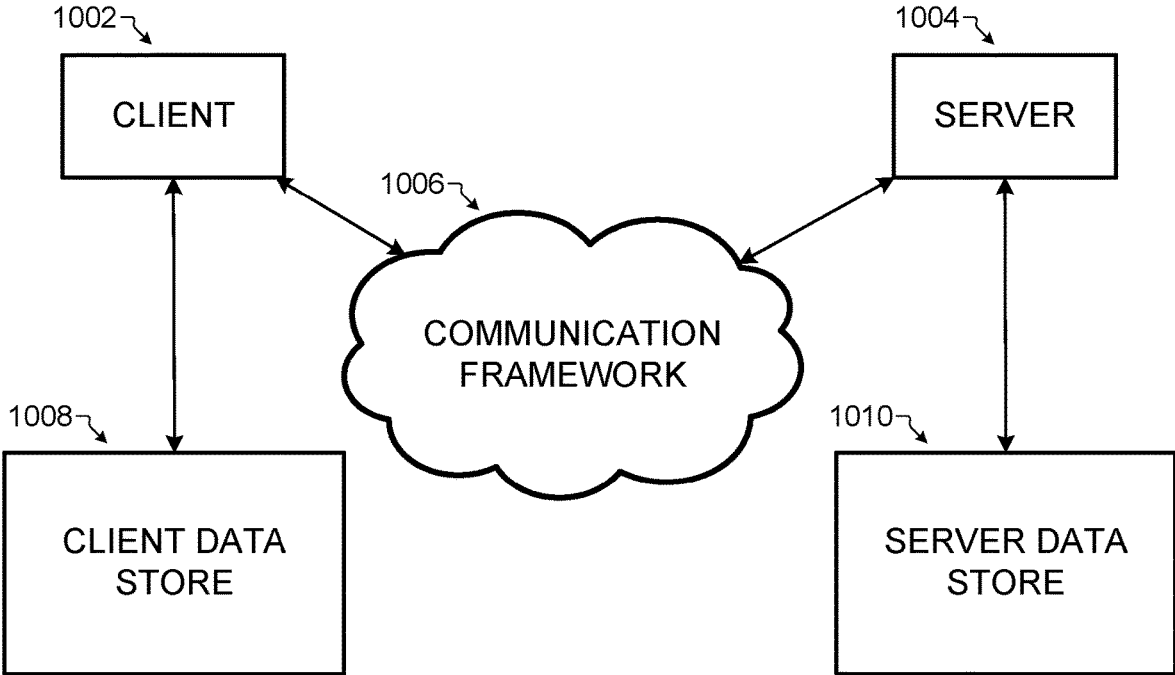 1002
1004
CLIENT
SERVER
1006
COMMUNICATION
FRAMEWORK
1008
1010
CLIENT DATA
STORE
SERVER DATA
STORE